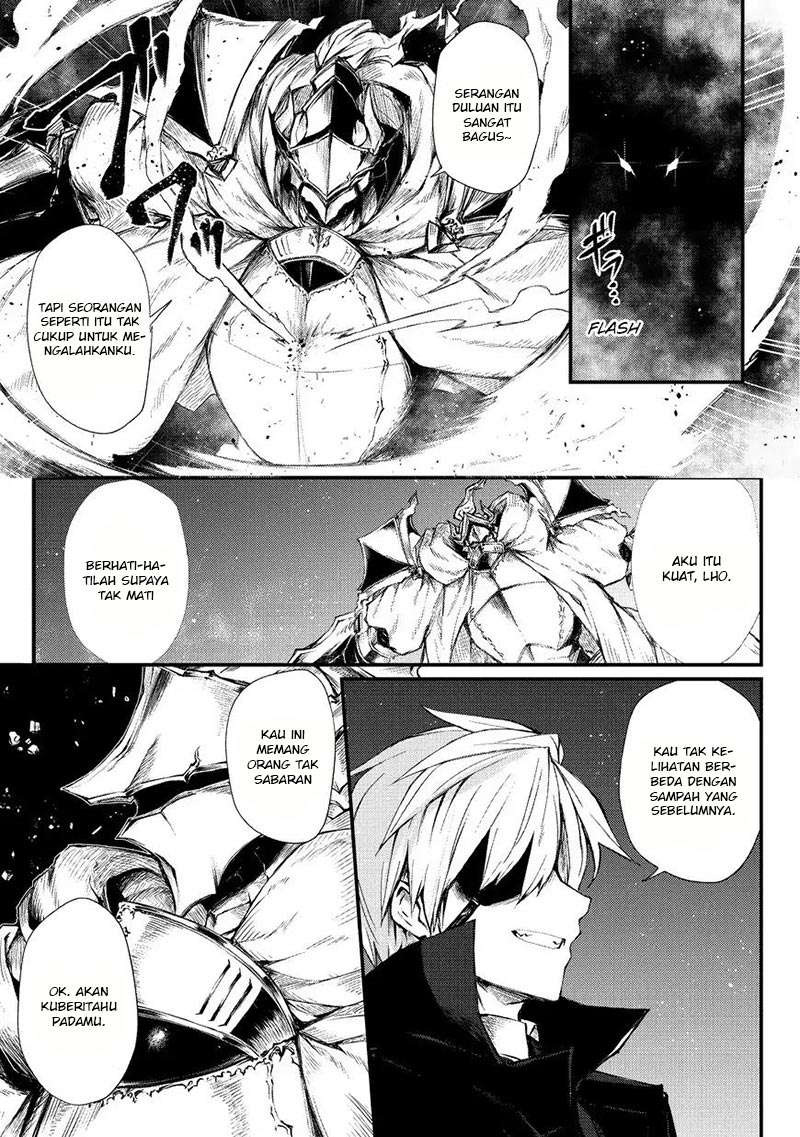 ギラ…
FLASH
SERANGAN
DULUAN ITU
SANGAT
BAGUS~
TAPI SEORANGAN
SEPERTI ITU TAK
CUKUP UNTUK ME-
NGALAHKANKU.
AKU ITU
KUAT, LHO.
BERHATI-HA-
TILAH SUPAYA
TAK MATI
KAU TAK KE-
LIHATAN BER-
BEDA DENGAN
SAMPAH YANG
SEBELUMNYA.
KAU INI
MEMANG
ORANG TAK
SABARAN
OK. AKAN
KUBERITAHU
PADAMU.